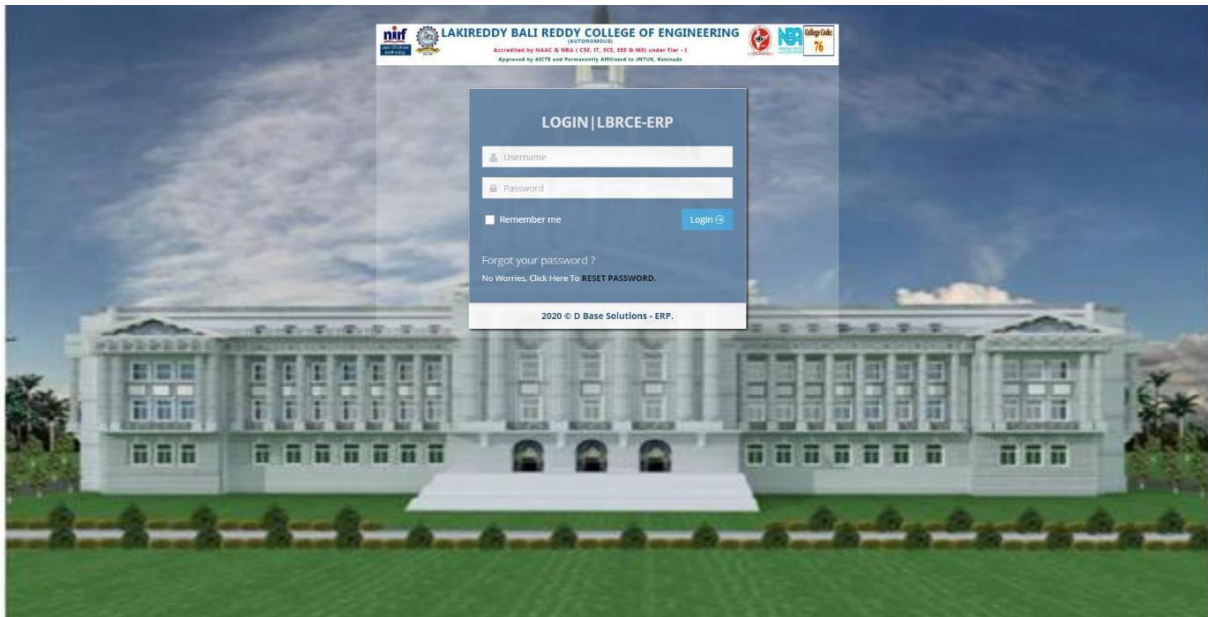 nirf
LAKIREDDY BALI REDDY COLLEGE OF ENGINEERING
(AUTONOMOUS)
Accredited by NAAC & NBA ( CSE, IT, ECE, EEE & ME) under Tier - I
Approved by AICTE and Permanently Affiliated to JNTUK, Kakinada
NBA
College Code:
76
LOGIN|LBRCE-ERP
Username
Password
Remember me
Login
Forgot your password ?
No Worries, Click Here To RESET PASSWORD.
2020 © D Base Solutions - ERP.